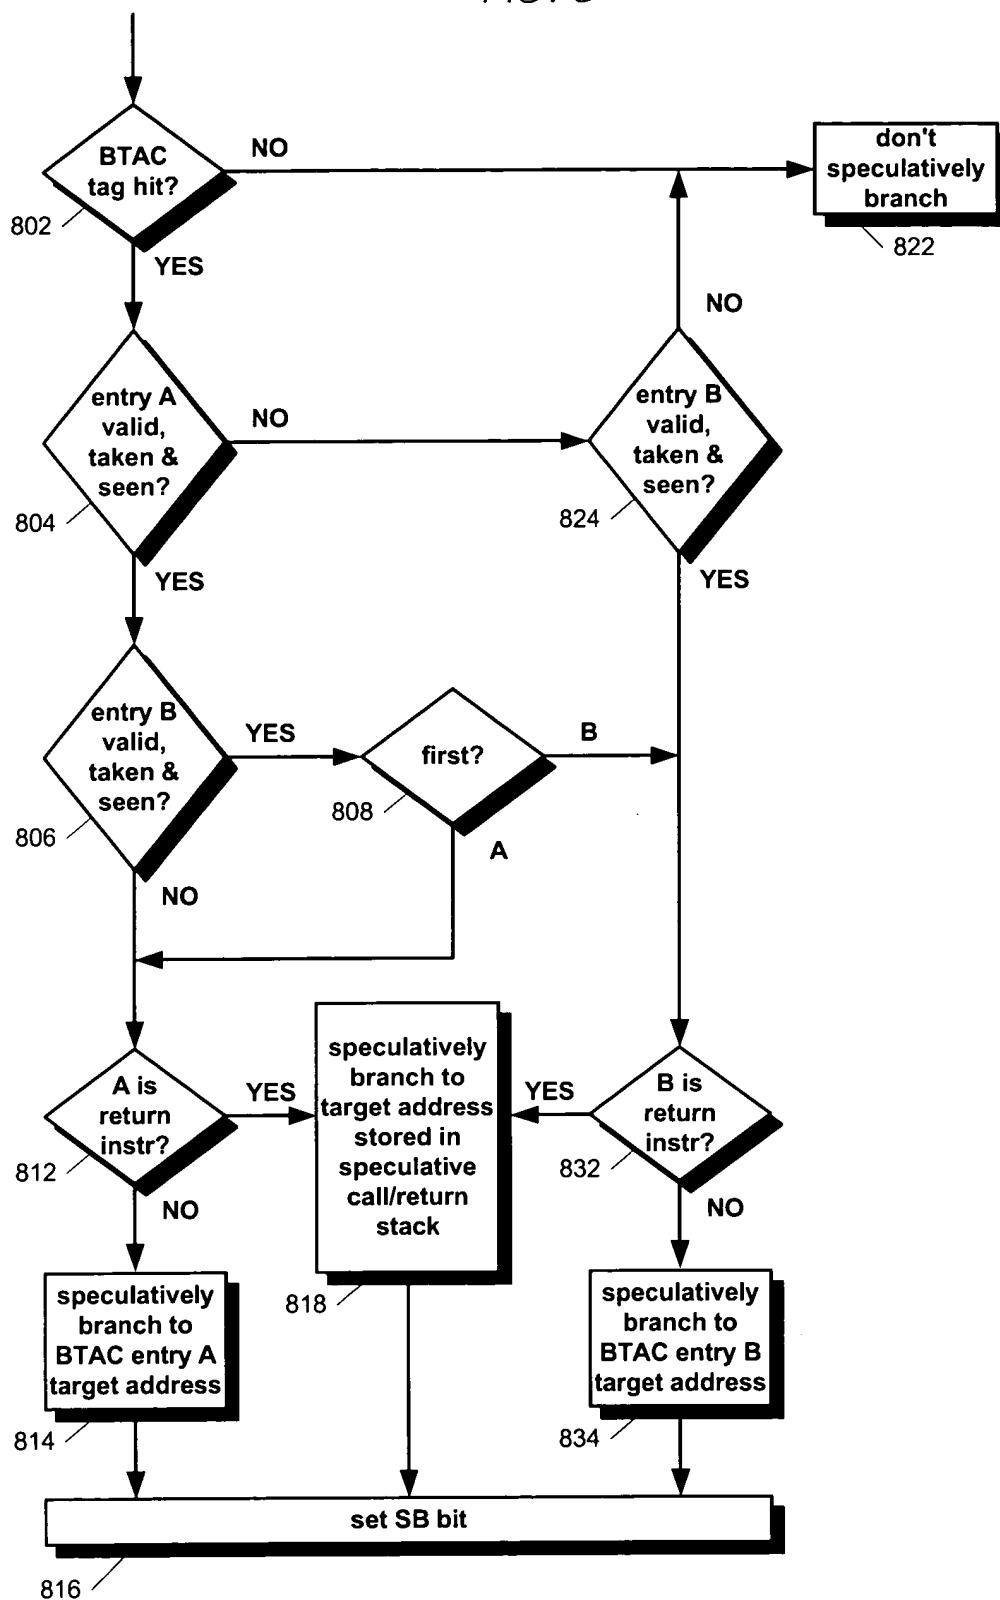 BTAC
tag hit?
NO
don't
speculatively
branch
802
822
YES
NO
entry A
valid,
taken &
seen?
NO
entry B
valid,
taken &
seen?
804
824
YES
YES
entry B
valid,
taken &
seen?
YES
first?
B
806
808
A
NO
A is
return
instr?
YES
speculatively
branch to
target address
stored in
speculative
call/return
stack
YES
B is
return
instr?
812
832
NO
NO
speculatively
branch to
BTAC entry A
target address
818
speculatively
branch to
BTAC entry B
target address
814
834
set SB bit
816